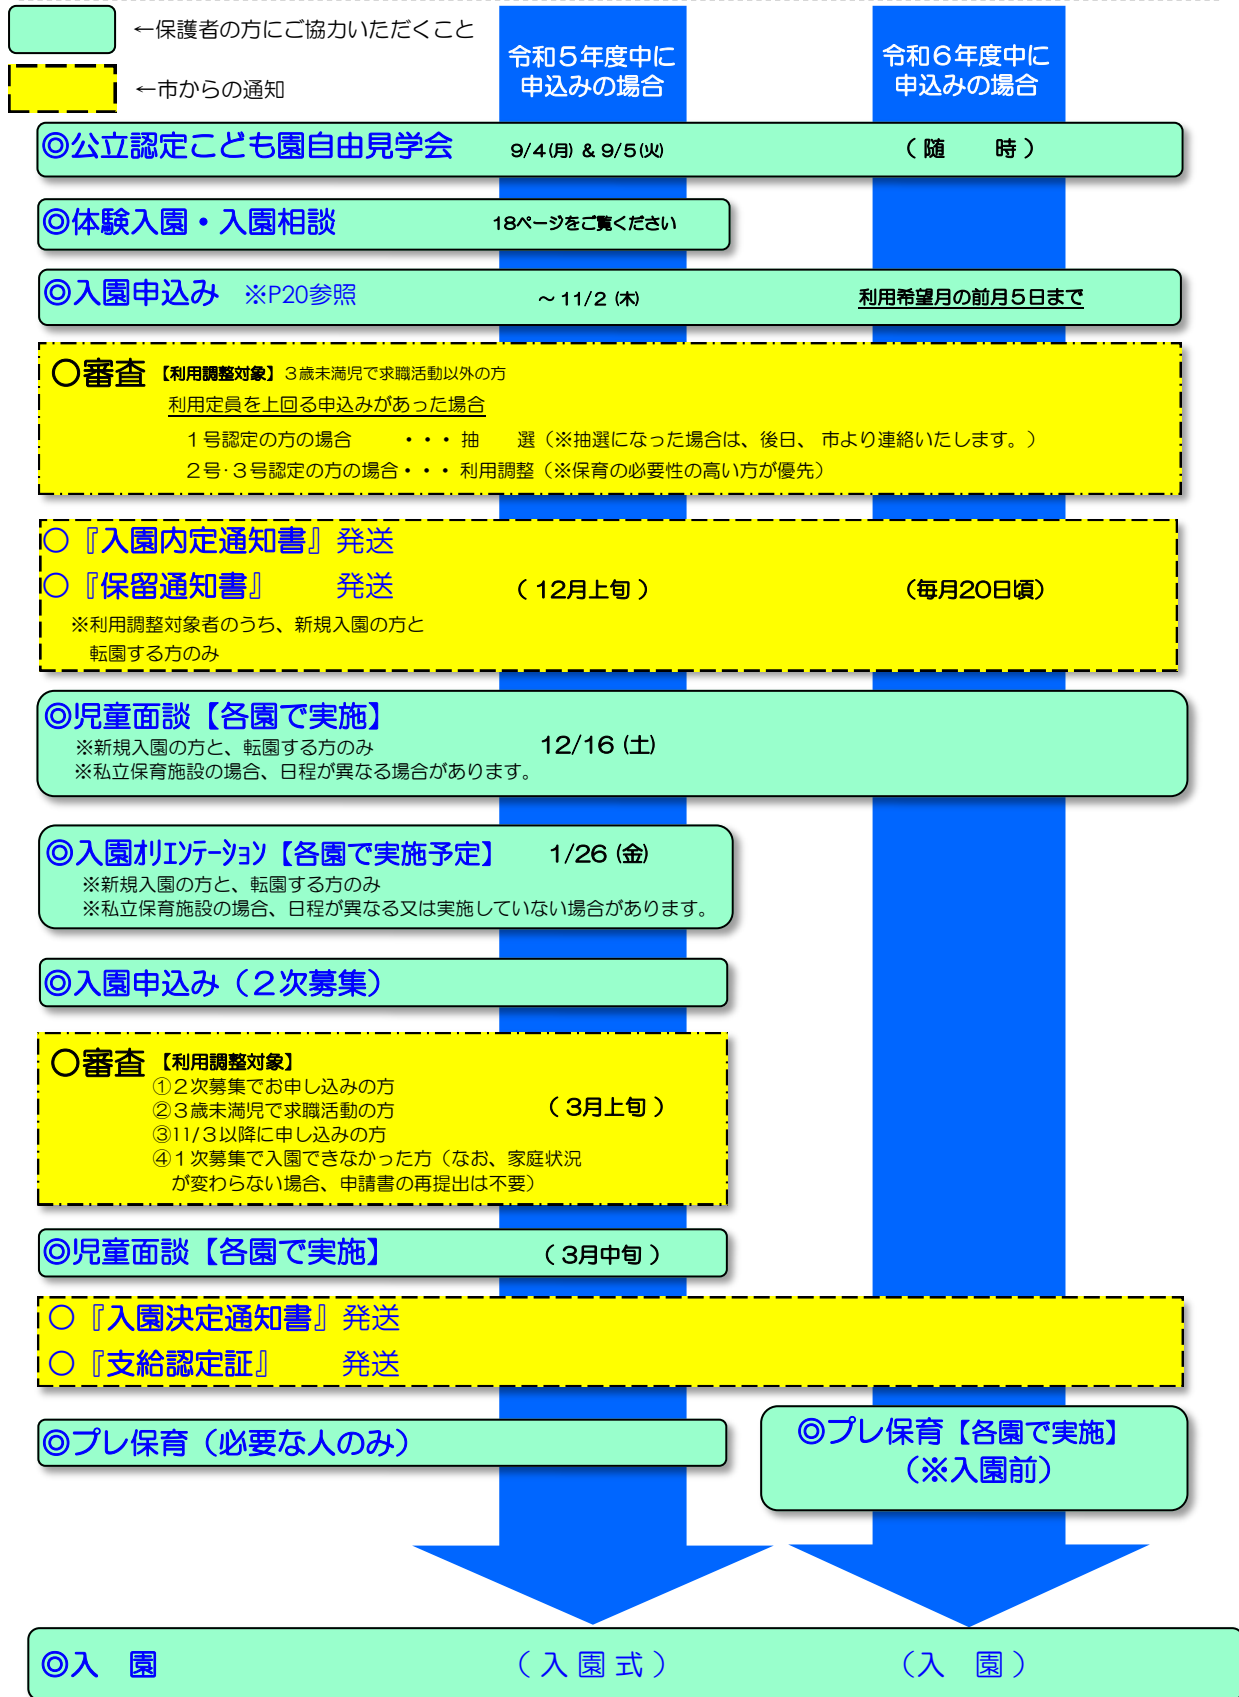 ←保護者の方にご協力いただくこと
←市からの通知
令和５年度中に
申込みの場合
令和６年度中に
申込みの場合
◎公立認定こども園自由見学会 9/4(月) & 9/5(火) （ 随 時 ）
◎体験入園・入園相談 18ページをご覧ください
◎入園申込み ※P20参照 ～11/2 (木) 利用希望月の前月５日まで
○審査 【利用調整対象】３歳未満児で求職活動以外の方
利用定員を上回る申込みがあった場合
１号認定の方の場合 ・・・ 抽 選（※抽選になった場合は、後日、市より連絡いたします。）
２号･３号認定の方の場合・・・ 利用調整（※保育の必要性の高い方が優先）
○『入園内定通知書』発送
○『保留通知書』 発送 （ 12月上旬 ） （毎月20日頃）
※利用調整対象者のうち、新規入園の方と
転園する方のみ
◎児童面談【各園で実施】
※新規入園の方と、転園する方のみ 12/16 (土)
※私立保育施設の場合、日程が異なる場合があります。
◎入園ｵﾘｴﾝﾃｰｼｮﾝ【各園で実施予定】 1/26 (金)
※新規入園の方と、転園する方のみ
※私立保育施設の場合、日程が異なる又は実施していない場合があります。
◎入園申込み（２次募集）
○審査 【利用調整対象】
①２次募集でお申し込みの方
②３歳未満児で求職活動の方 （ 3月上旬 ）
③11/３以降に申し込みの方
④１次募集で入園できなかった方（なお、家庭状況
が変わらない場合、申請書の再提出は不要）
◎児童面談【各園で実施】 （ 3月中旬 ）
○『入園決定通知書』発送
○『支給認定証』 発送
◎プレ保育（必要な人のみ）
◎プレ保育【各園で実施】
（※入園前）
◎入 園 （ 入 園 式 ） （入 園 ）